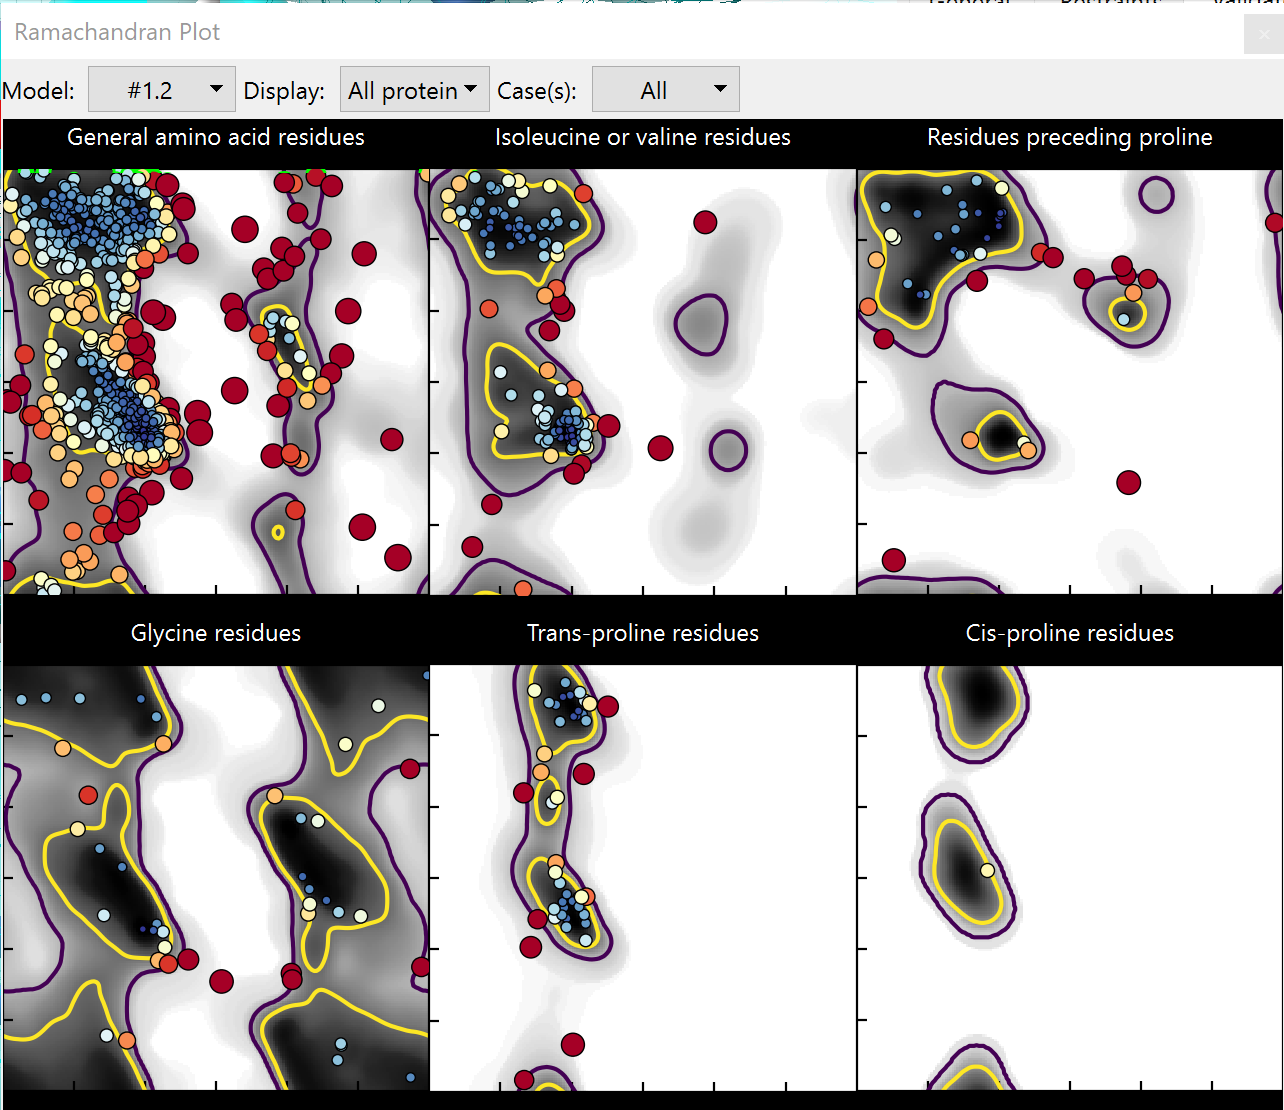 Ramachandran Plot
Model: #1.2 Display: All protein Case(s): All
General amino acid residues
Isoleucine or valine residues
Residues preceding proline
Glycine residues
Trans-proline residues
Cis-proline residues